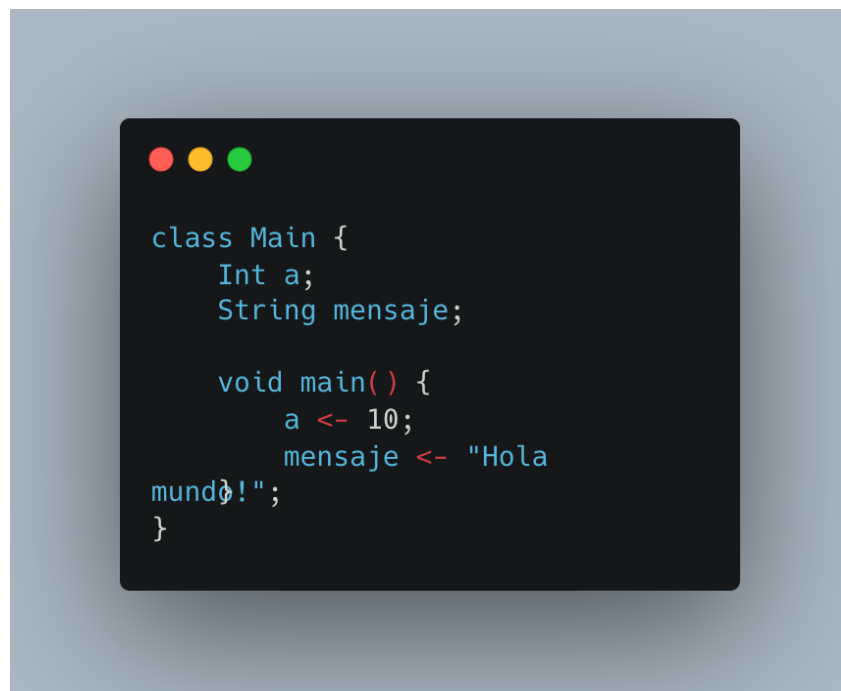 class Main {
    Int a;
    String mensaje;

    void main() {
        a <- 10;
        mensaje <- "Hola
mundo!";
    }
}